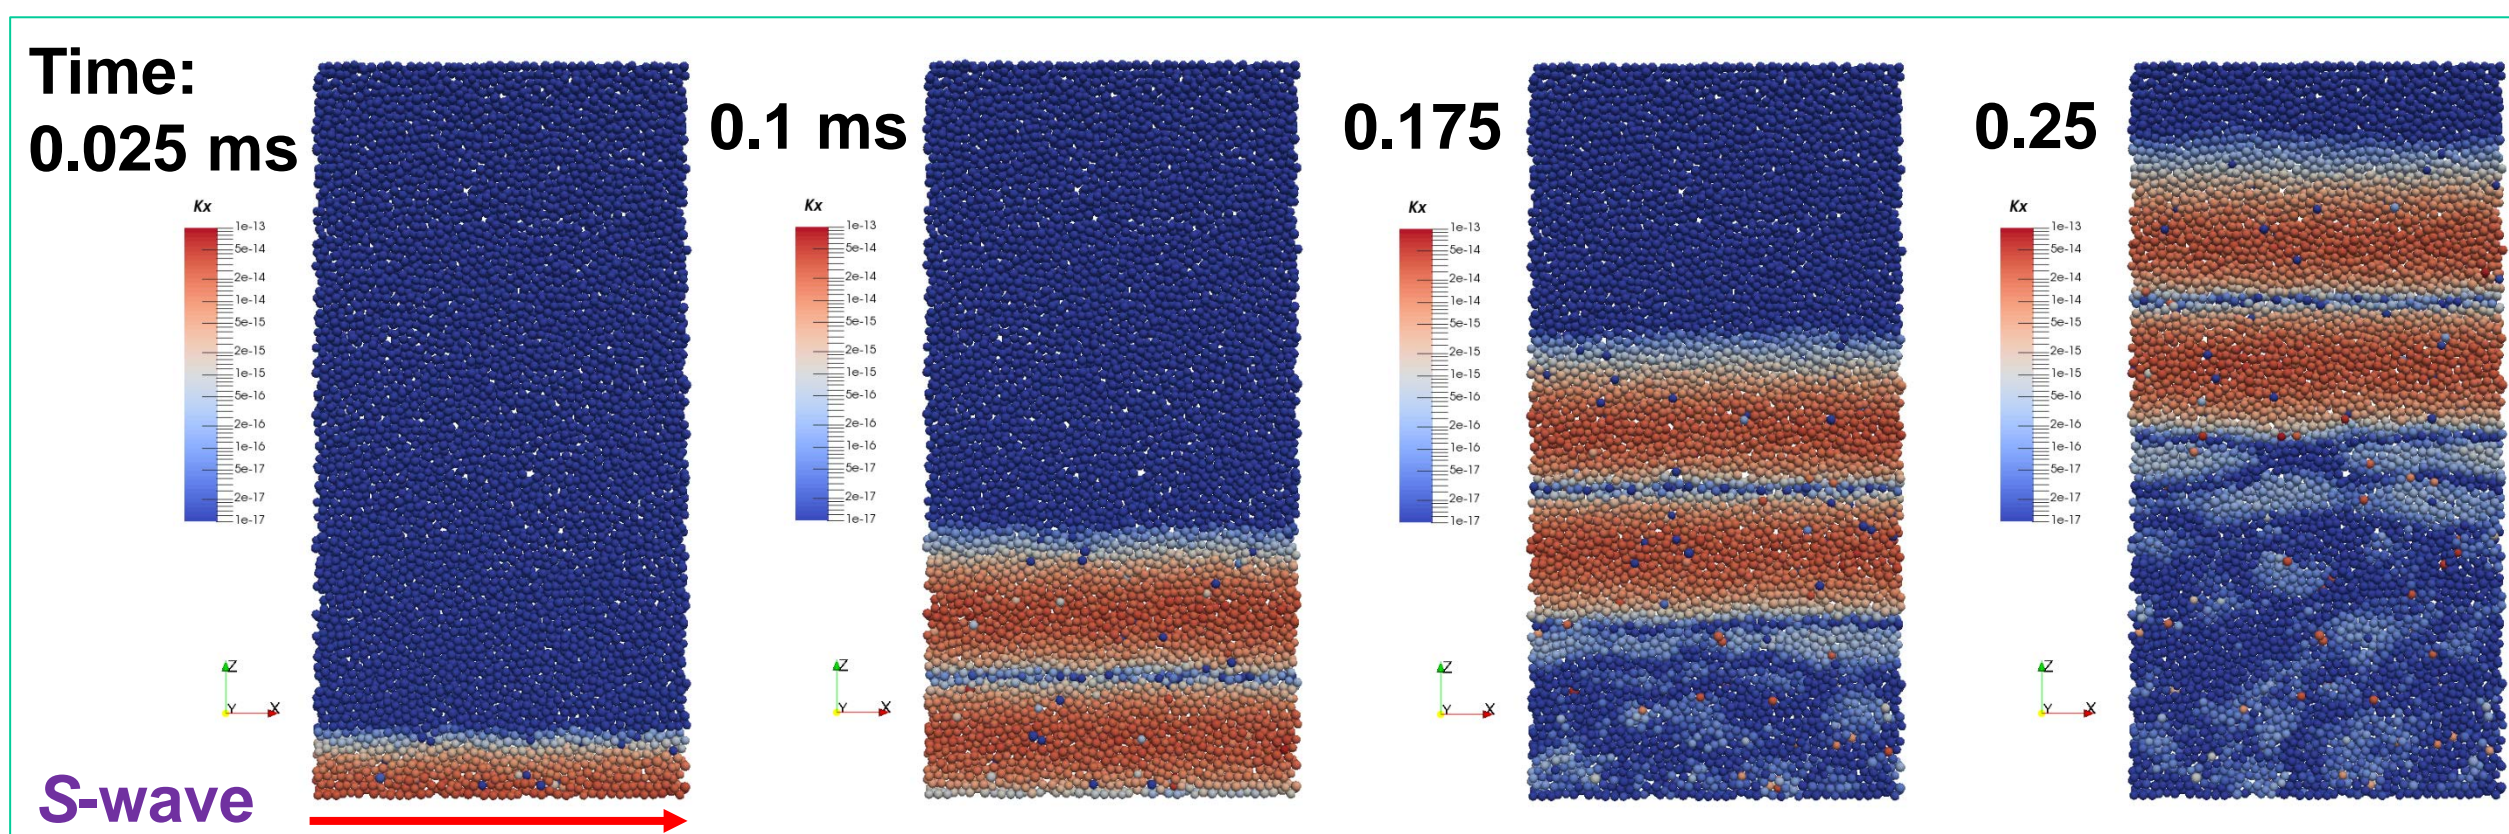 Time:
0.025 ms
0.1 ms
0.175
0.25
Kx
1e-13
5e-14
2e-14
1e-14
5e-15
2e-15
1e-15
5e-16
2e-16
1e-16
5e-17
2e-17
1e-17
Z
Y X
Kx
1e-13
5e-14
2e-14
1e-14
5e-15
2e-15
1e-15
5e-16
2e-16
1e-16
5e-17
2e-17
1e-17
Z
Y X
Kx
1e-13
5e-14
2e-14
1e-14
5e-15
2e-15
1e-15
5e-16
2e-16
1e-16
5e-17
2e-17
1e-17
Z
Y X
Kx
1e-13
5e-14
2e-14
1e-14
5e-15
2e-15
1e-15
5e-16
2e-16
1e-16
5e-17
2e-17
1e-17
Z
Y X
S-wave